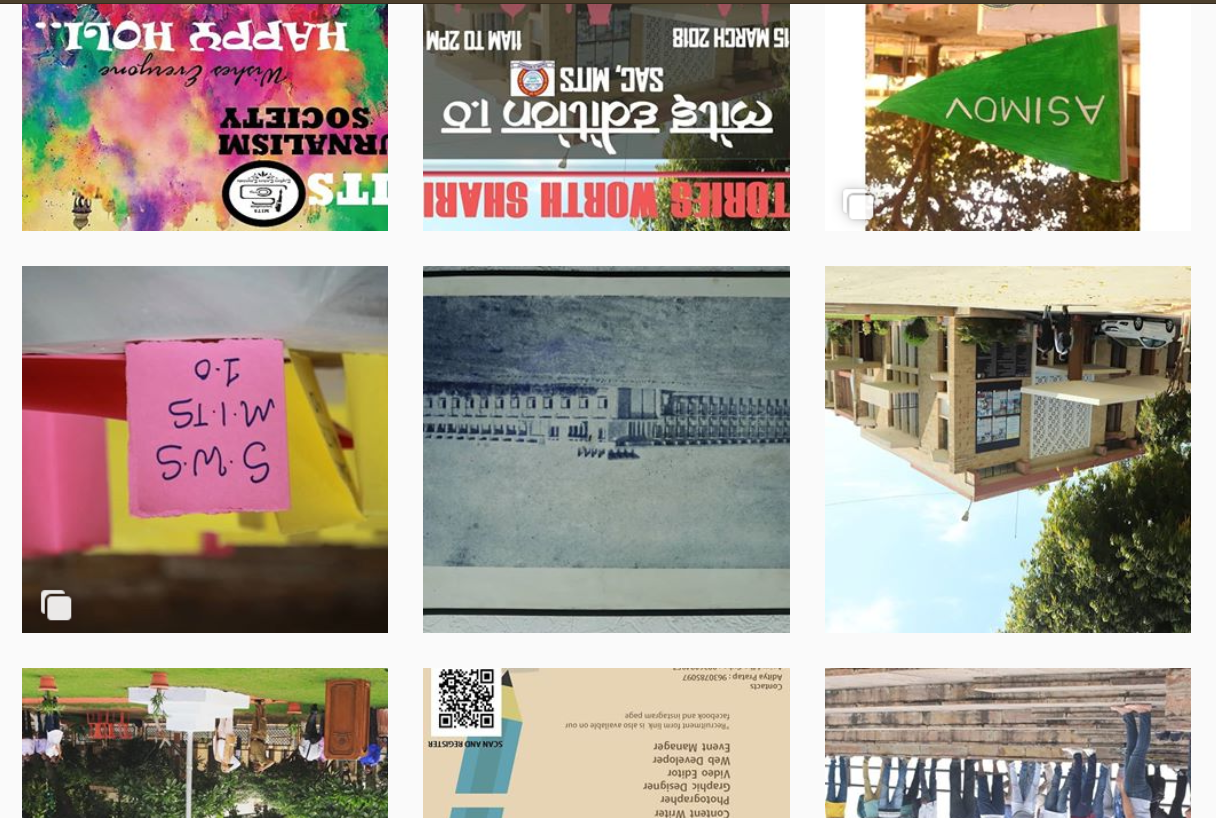 Content Writer
Photographer
Graphic Designer
Video Editor
Web Developer
Event Manager
*Recruitment form link is also available on our
facebook and instagram page
Contacts
Aditya Pratap : 9630785097
SCAN AND REGISTER
S.W.S
M.I.TS
1.0
ASIMOV
TORIES WORTH SHARI
mits Edition 1.0
SAC, MITS
15 MARCH 2018
11AM TO 2PM
ITS
URNALISM
SOCIETY
Wishes Everyone
HAPPY HOLI..